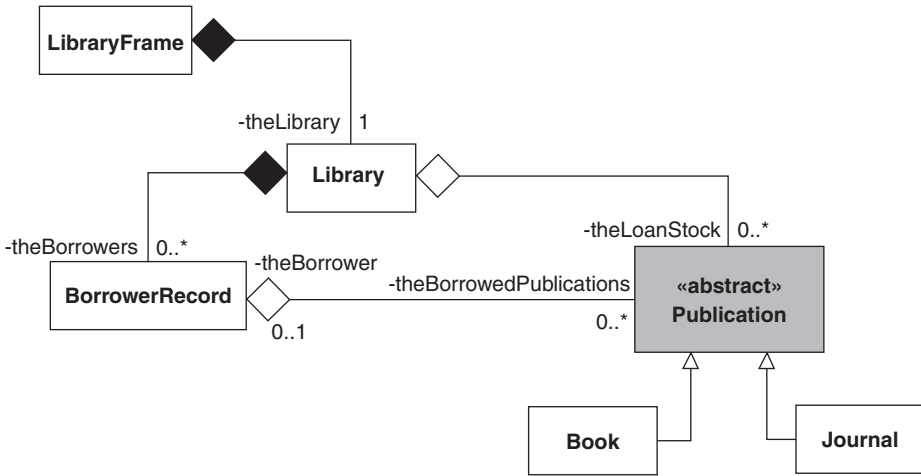 LibraryFrame
-theLibrary
1
Library
-theBorrowers
0..*
-theLoanStock
0..*
-theBorrower
BorrowerRecord
0..1
-theBorrowedPublications
0..*
«abstract»
Publication
Book
Journal